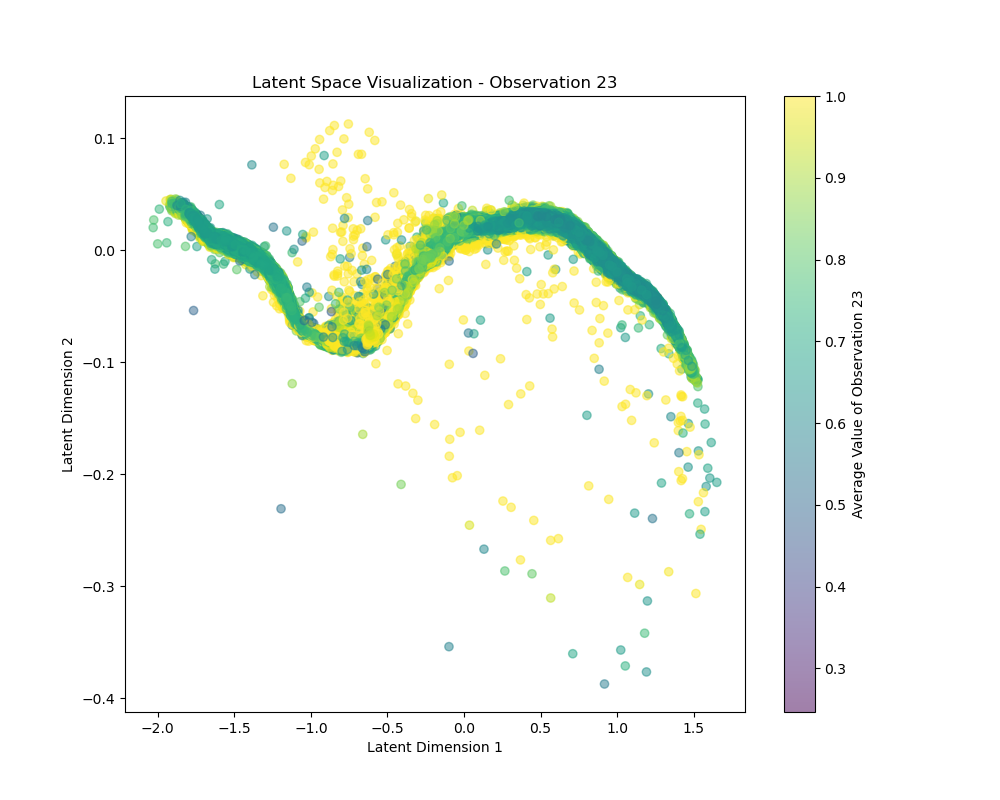 Latent Space Visualization - Observation 23
Latent Dimension 2
0.1
0.0
−0.1
−0.2
−0.3
−0.4
−2.0 −1.5 −1.0 −0.5 0.0 0.5 1.0 1.5
Latent Dimension 1
1.0
0.9
0.8
0.7
0.6
0.5
0.4
0.3
Average Value of Observation 23